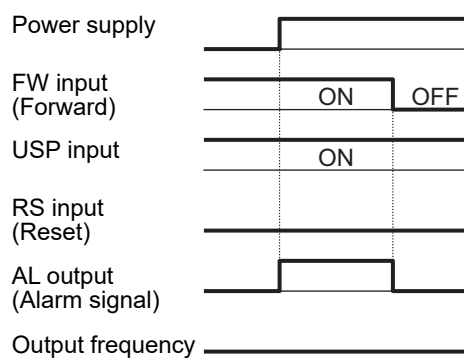 Power supply
FW input
(Forward)
ON OFF
USP input
ON
RS input
(Reset)
AL output
(Alarm signal)
Output frequency